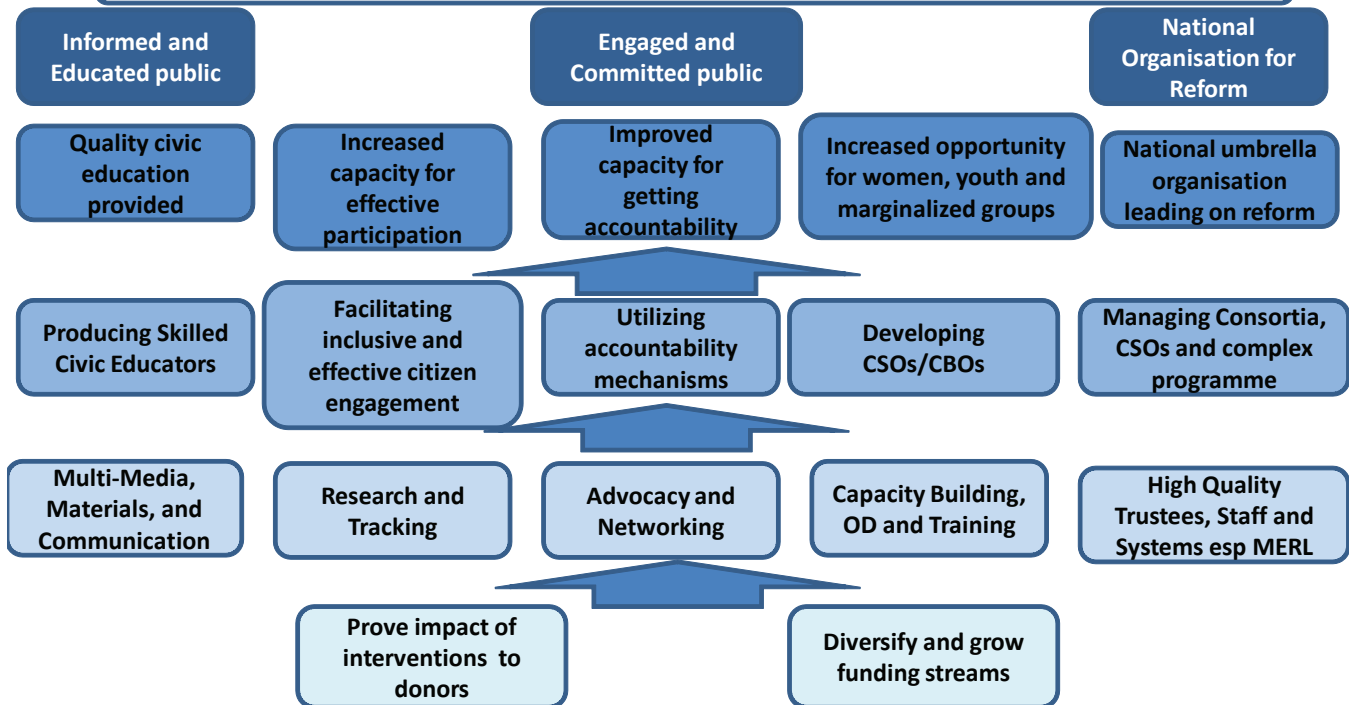 Informed and
Educated public
Engaged and
Committed public
National
Organisation for
Reform
Quality civic
education
provided
Increased
capacity for
effective
participation
Improved
capacity for
getting
accountability
Increased opportunity
for women, youth and
marginalized groups
National umbrella
organisation
leading on reform
Producing Skilled
Civic Educators
Facilitating
inclusive and
effective citizen
engagement
Utilizing
accountability
mechanisms
Developing
CSOs/CBOs
Managing Consortia,
CSOs and complex
programme
Multi-Media,
Materials, and
Communication
Research and
Tracking
Advocacy and
Networking
Capacity Building,
OD and Training
High Quality
Trustees, Staff and
Systems esp MERL
Prove impact of
interventions to
donors
Diversify and grow
funding streams